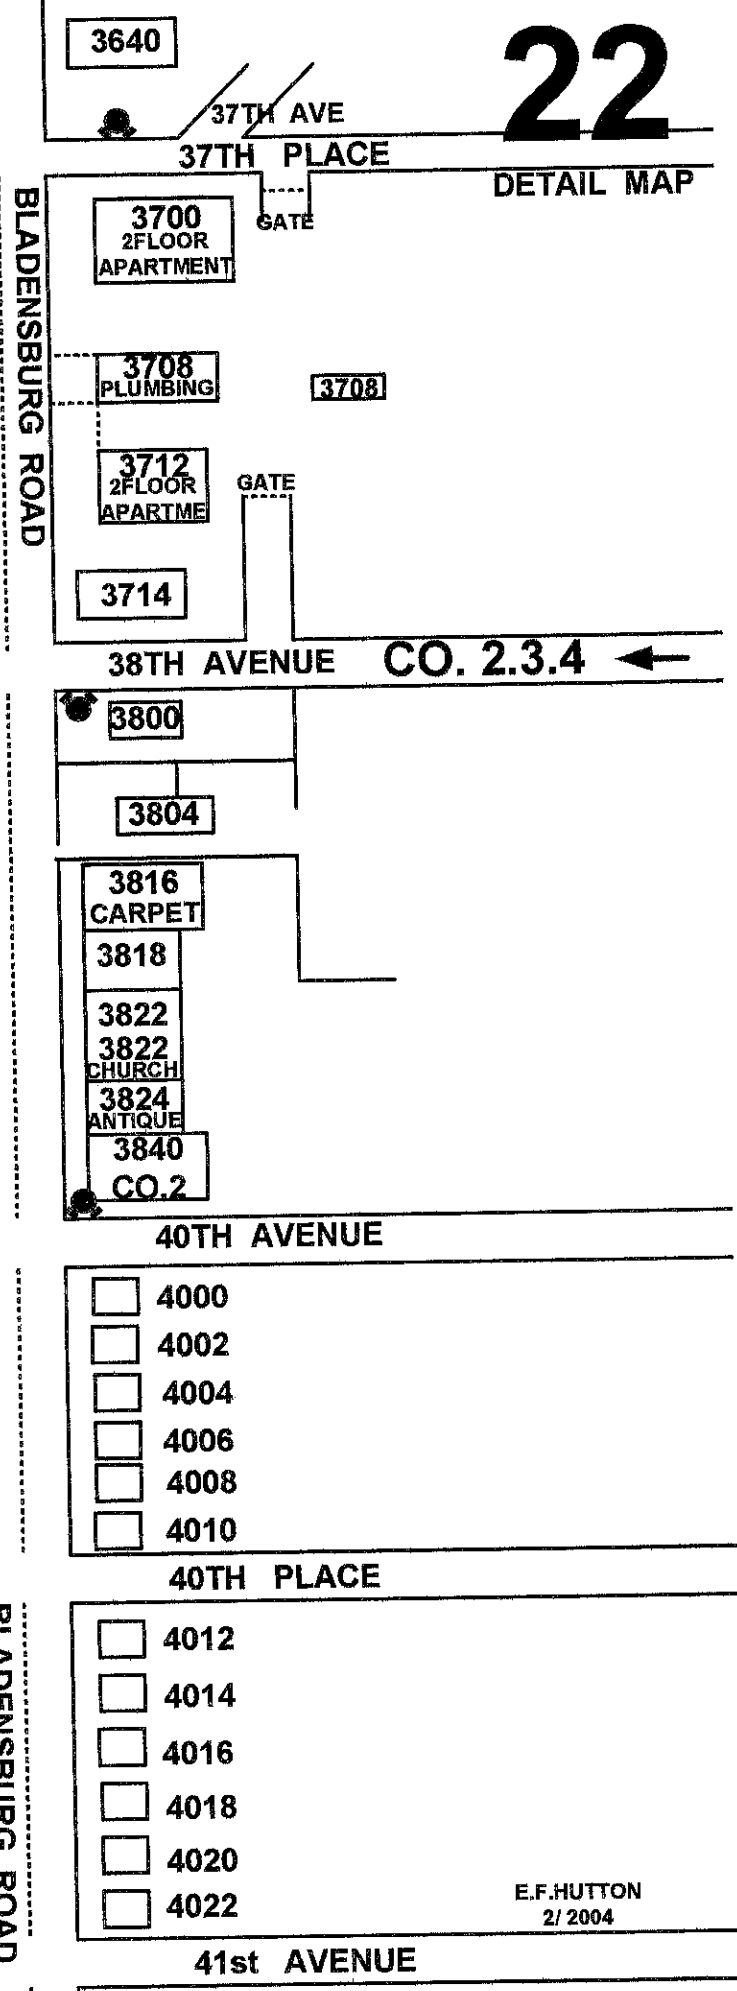 3640
22
37TH AVE
37TH PLACE
DETAIL MAP
BLADENSBURG ROAD
3700
2FLOOR
APARTMENT
GATE
3708
PLUMBING
3708
3712
2FLOOR
APARTME
GATE
3714
38TH AVENUE
CO. 2.3.4
3800
3804
3816
CARPET
3818
3822
3822
CHURCH
3824
ANTIQUE
3840
CO.2
40TH AVENUE
4000
4002
4004
4006
4008
4010
40TH PLACE
BLADENSBURG ROAD
4012
4014
4016
4018
4020
4022
E.F.HUTTON
2/ 2004
41st AVENUE